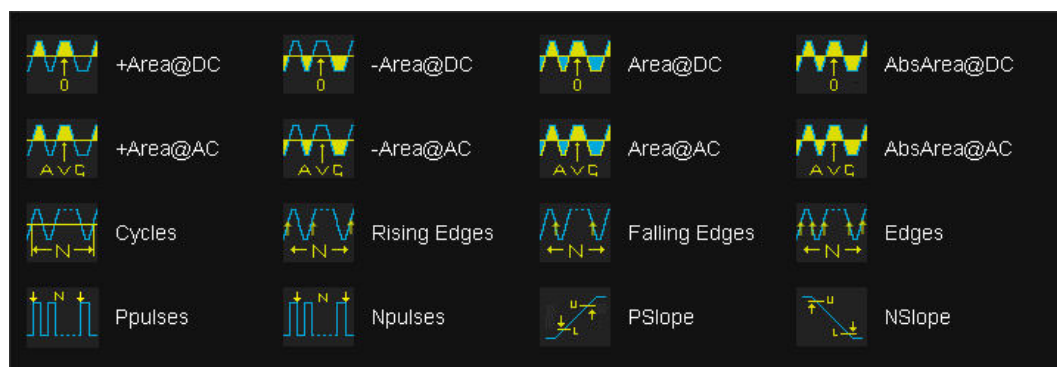 +Area@DC -Area@DC Area@DC AbsArea@DC
0 0 0 0
+Area@AC -Area@AC Area@AC AbsArea@AC
AVG AVG AVG AVG
Cycles Rising Edges Falling Edges Edges
N N N N
N N U U
Ppulses Npulses PSlope NSlope
L L